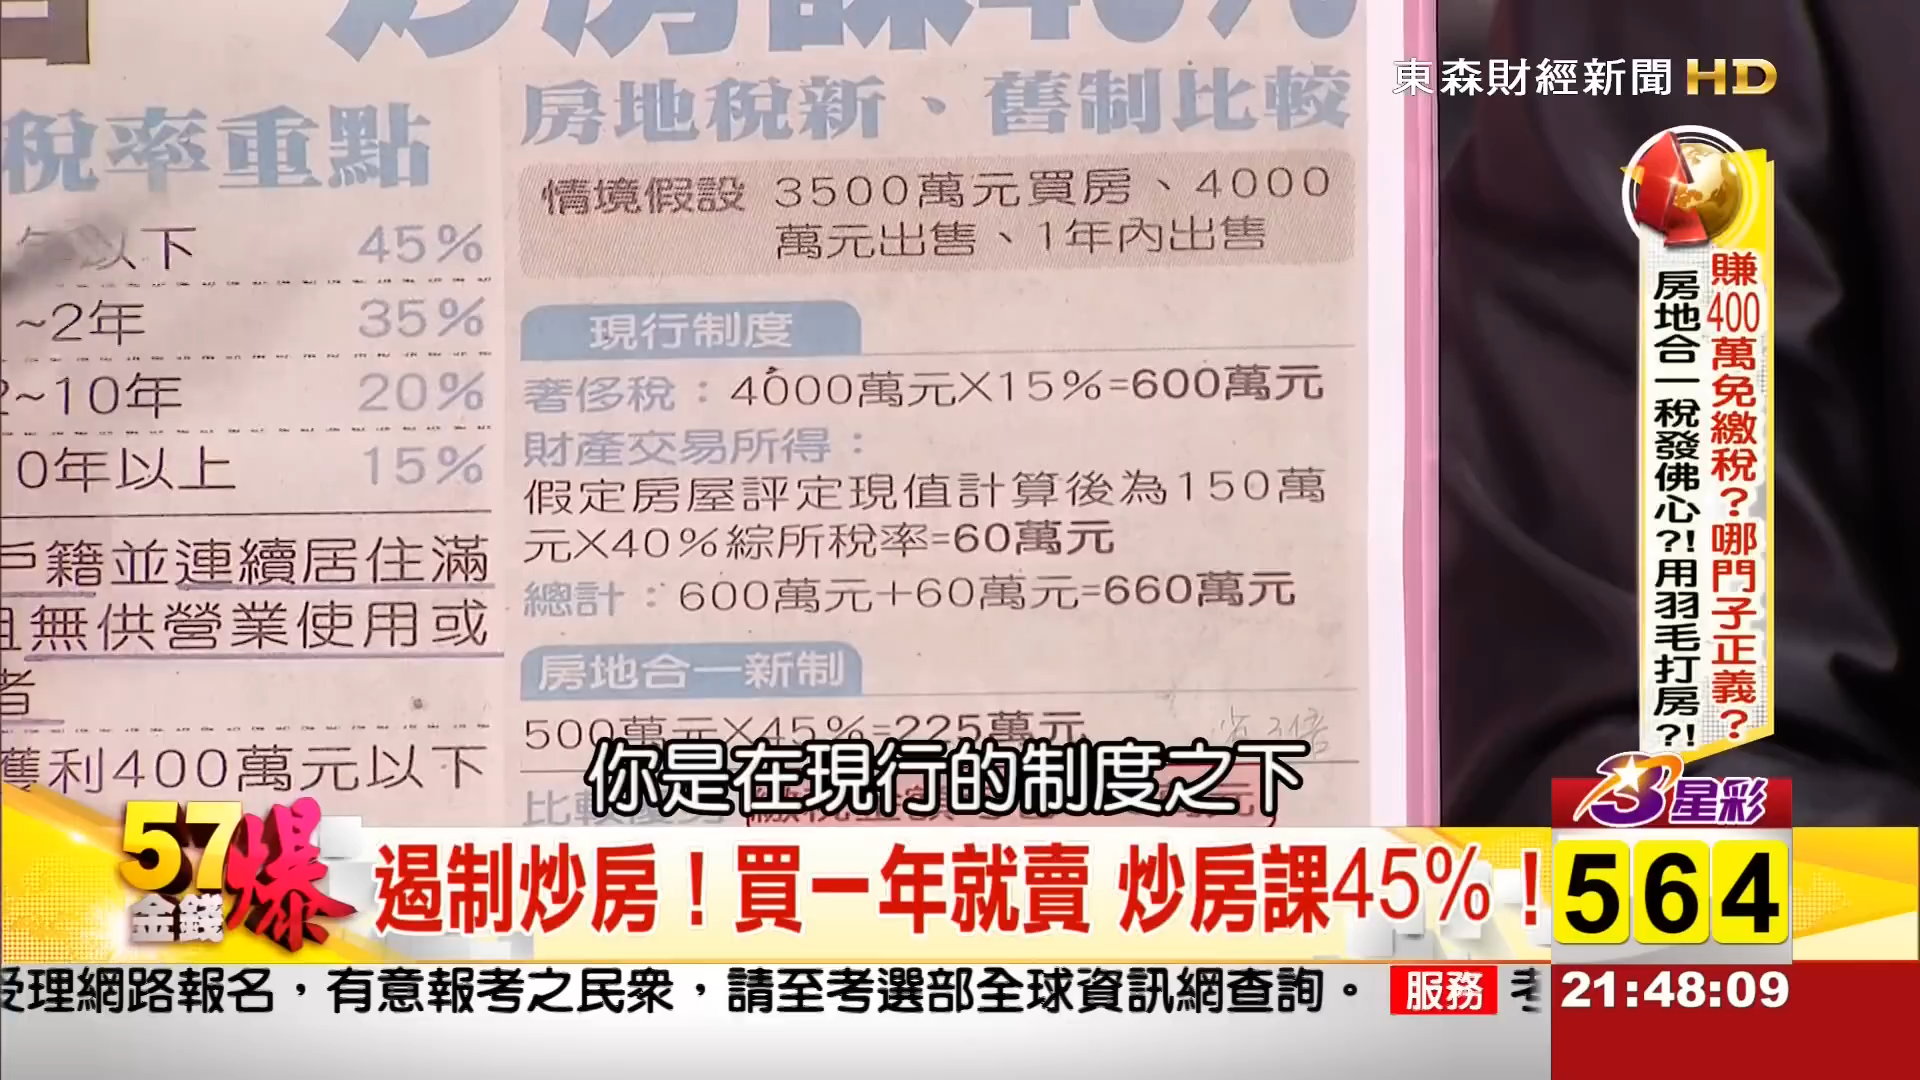 炒房課45%
東森財經新聞 HD
稅率重點
年以下 45%
~2年 35%
2~10年 20%
0年以上 15%
戶籍並連續居住滿
且無供營業使用或
者
獲利400萬元以下
房地稅新、舊制比較
情境假設 3500萬元買房、4000
萬元出售、1年內出售
現行制度
奢侈稅：4000萬元×15%=600萬元
財產交易所得：
假定房屋評定現值計算後為150萬
元×40%綜所稅率=60萬元
總計：600萬元+60萬元=660萬元
房地合一新制
500萬元×45%=225萬元
賺400萬免繳稅?哪門子正義?
房地合一稅發佛心?!用羽毛打房?!
你是在現行的制度之下
57金錢爆
遏制炒房！買一年就賣 炒房課45%！
3星彩
564
受理網路報名，有意報考之民眾，請至考選部全球資訊網查詢。 服務
21:48:09